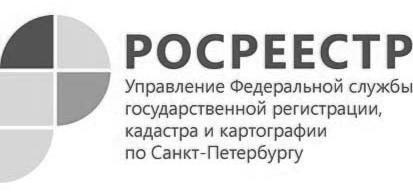 РОСРЕЕСТР
Управление Федеральной службы
государственной регистрации,
кадастра и картографии
по Санкт-Петербургу